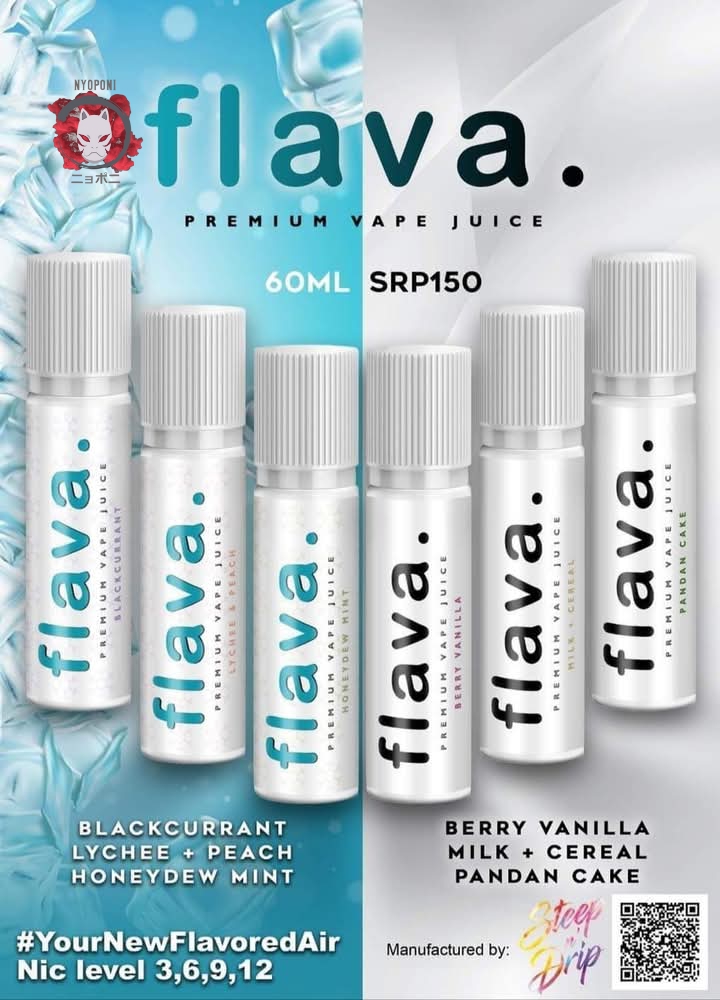 NYOPONI
ニョポニ
flava.
PREMIUM VAPE JUICE
60ML SRP150
flava.
PREMIUM VAPE JUICE
BLACKCURRANT
flava.
PREMIUM VAPE JUICE
LYCHEE & PEACH
flava.
PREMIUM VAPE JUICE
HONEYDEW MINT
flava.
PREMIUM VAPE JUICE
BERRY VANILLA
flava.
PREMIUM VAPE JUICE
MILK + CEREAL
flava.
PREMIUM VAPE JUICE
PANDAN CAKE
BLACKCURRANT
LYCHEE + PEACH
HONEYDEW MINT
BERRY VANILLA
MILK + CEREAL
PANDAN CAKE
#YourNewFlavoredAir
Nic level 3,6,9,12
Manufactured by:
Steep
n
Drip